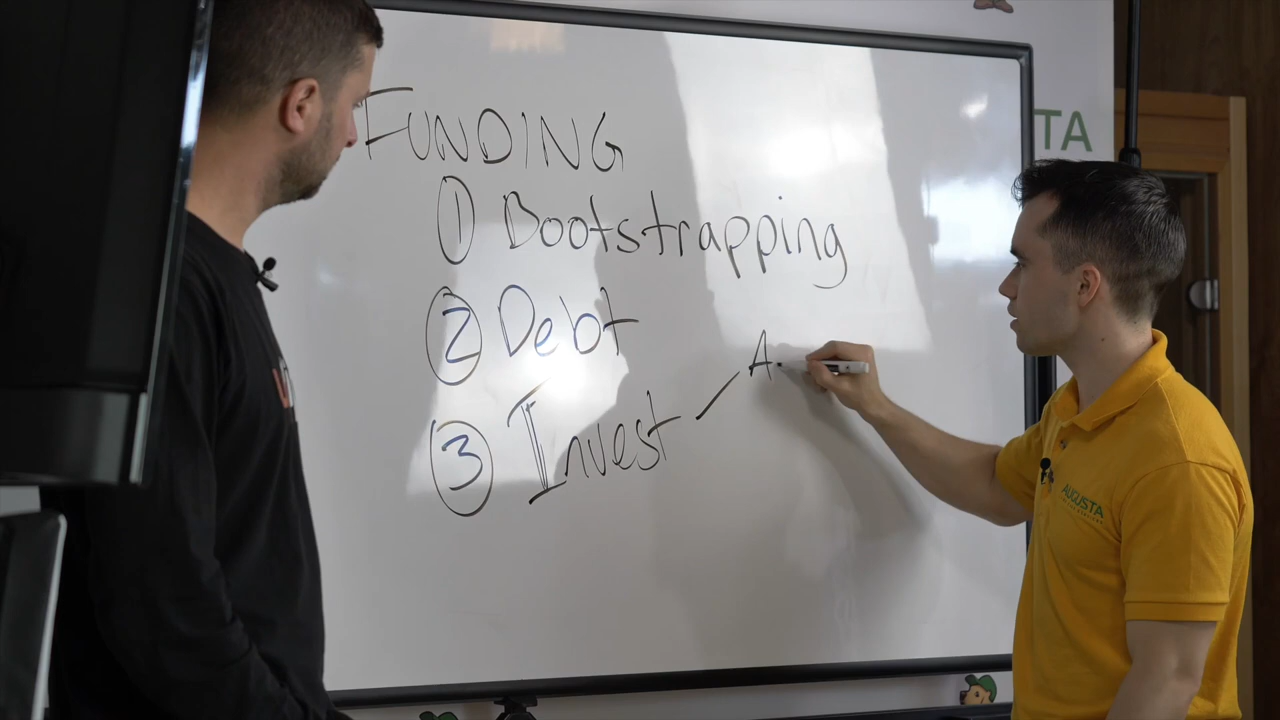 FUNDING
① Bootstrapping
② Debt
③ Invest – A
TA
AUGUSTA